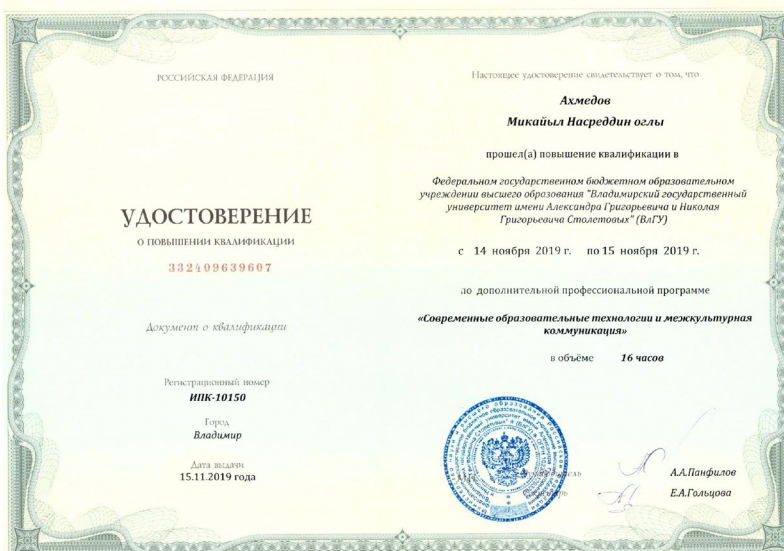 РОССИЙСКАЯ ФЕДЕРАЦИЯ
УДОСТОВЕРЕНИЕ
О ПОВЫШЕНИИ КВАЛИФИКАЦИИ
332409639607
Документ о квалификации
Регистрационный номер
ИПК-10150
Город
Владимир
Дата выдачи
15.11.2019 года
Настоящее удостоверение свидетельствует о том, что
Ахмедов
Микайыл Насреддин оглы
прошел(а) повышение квалификации в
Федеральном государственном бюджетном образовательном
учреждении высшего образования "Владимирский государственный
университет имени Александра Григорьевича и Николая
Григорьевича Столетовых" (ВлГУ)
с 14 ноября 2019 г. по 15 ноября 2019 г.
по дополнительной профессиональной программе
«Современные образовательные технологии и межкультурная
коммуникация»
в объёме 16 часов
А.А.Панфилов
Е.А.Гольцова